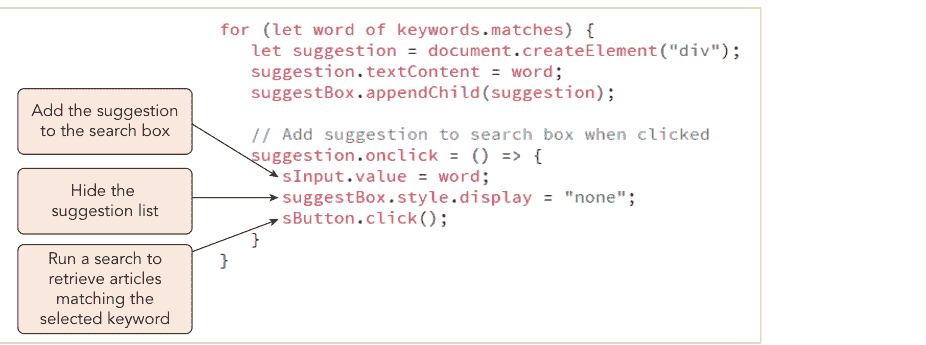 for (let word of keywords.matches) {
let suggestion = document.createElement("div");
suggestion.textContent = word;
suggestBox.appendChild(suggestion);
Add the suggestion
to the search box
// Add suggestion to search box when clicked
suggestion.onclick = () => {
sInput.value = word;
Hide the
suggestion list
suggestBox.style.display = "none";
sButton.click();
}
}
Run a search to
retrieve articles
matching the
selected keyword